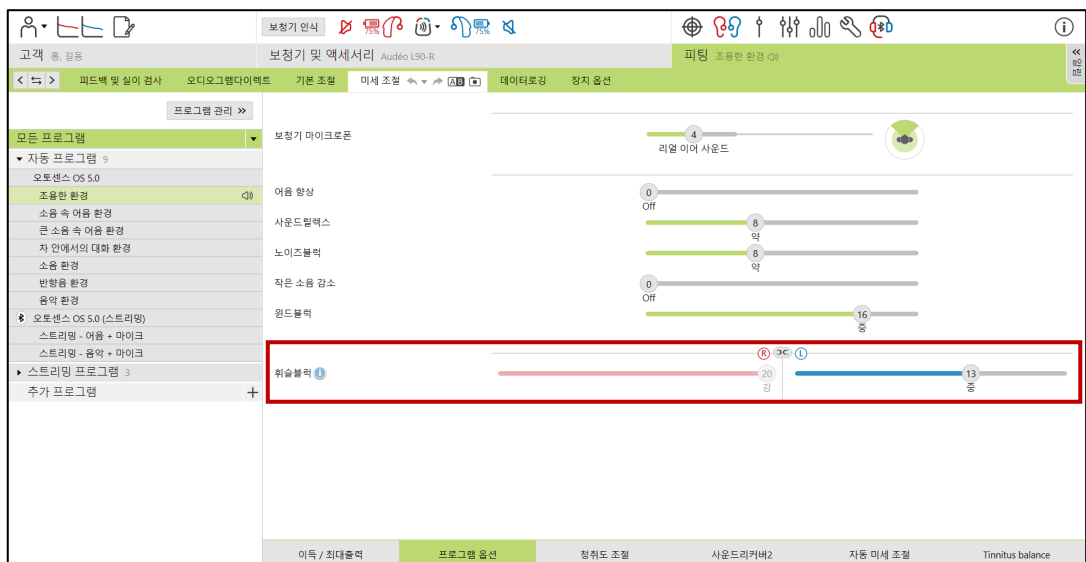 보청기 인식
75%
75%
고객 홍, 길동
보청기 및 액세서리 Audéo L90-R
피팅 조용한 환경
알림
피드백 및 실이 검사
오디오그램다이렉트
기본 조절
미세 조절
A B
데이터로깅
장치 옵션
프로그램 관리
모든 프로그램
자동 프로그램 9
오토센스 OS 5.0
조용한 환경
소음 속 어음 환경
큰 소음 속 어음 환경
차 안에서의 대화 환경
소음 환경
반향음 환경
음악 환경
오토센스 OS 5.0 (스트리밍)
스트리밍 - 어음 + 마이크
스트리밍 - 음악 + 마이크
스트리밍 프로그램 3
추가 프로그램
보청기 마이크로폰
4
리얼 이어 사운드
어음 향상
0
Off
사운드릴렉스
8
약
노이즈블럭
8
약
작은 소음 감소
0
Off
윈드블럭
16
중
R
L
휘슬블럭
20
강
13
중
이득 / 최대출력
프로그램 옵션
청취도 조절
사운드리커버2
자동 미세 조절
Tinnitus balance